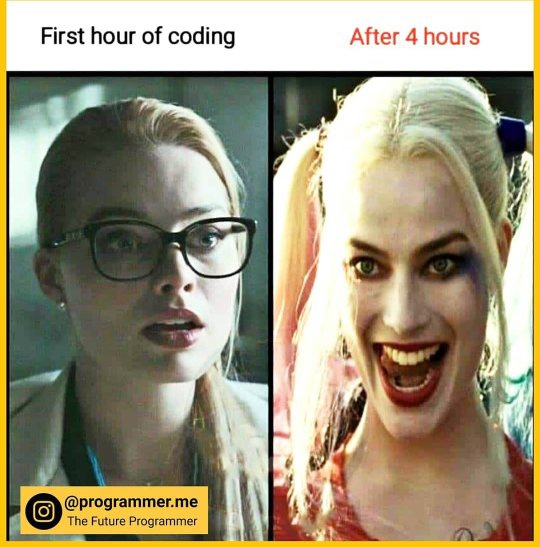 First hour of coding
After 4 hours
@programmer.me
The Future Programmer